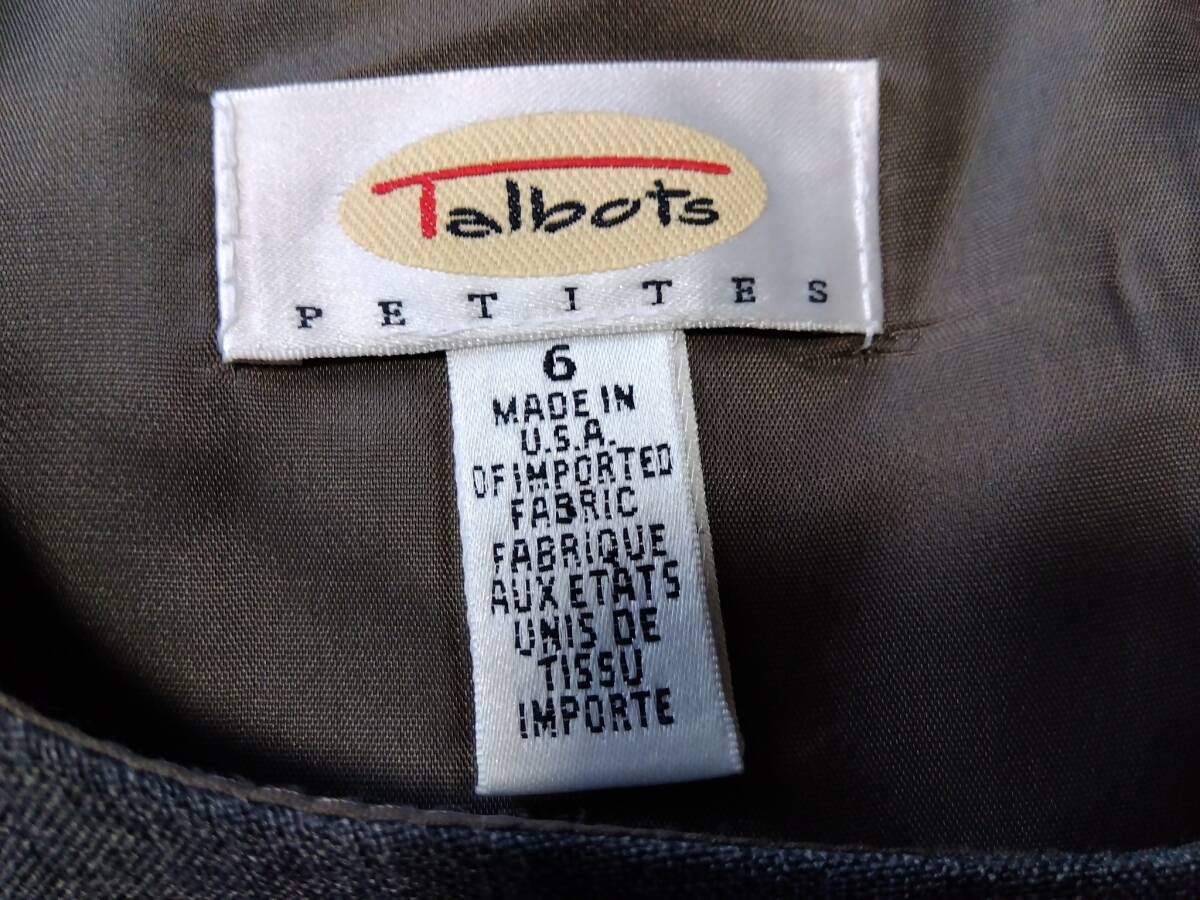 Talbots
PETITES
6
MADE IN
U.S.A.
OF IMPORTED
FABRIC
FABRIQUE
AUX ETATS
UNIS DE
TISSU
IMPORTE